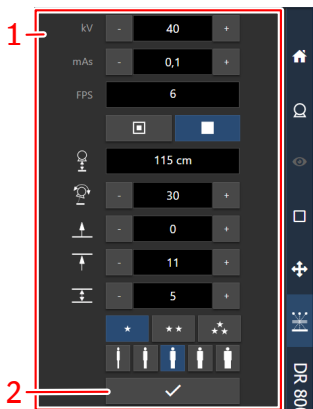 1
kV - 40 +
mAs - 0,1 +
FPS 6
115 cm
- 30 +
- 0 +
- 11 +
- 5 +
2
DR 80